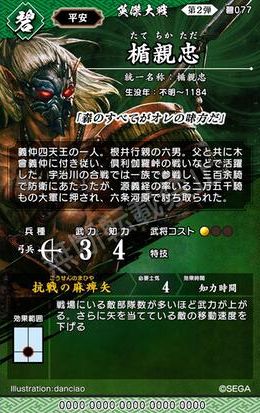 碧
平安
英傑大戦
第2弾
碧077
たて ちか ただ
楯親忠
統一名称：楯親忠
生没年：不明～1184
「森のすべてがオレの味方だ」
義仲四天王の一人。根井行親の六男。父と共に木
曾義仲に付き従い、倶利伽羅峠の戦いなどで活躍
した。宇治川の合戦では一族で参戦し、三百余騎
で防衛にあたったが、源義経の率いる二万五千騎
もの大軍に押され、六条河原で討ち取られた。
兵種 武力 知力 武将コスト
弓兵 3 4 特技
こうせんのまひや
抗戦の麻痺矢
必要士気 4
効果時間 知力時間
効果範囲
戦場にいる敵部隊数が多いほど武力が上が
る。さらに矢を当てている敵の移動速度を
下げる
Illustration:danciao
©SEGA
0000-0000-0000-0000-0000